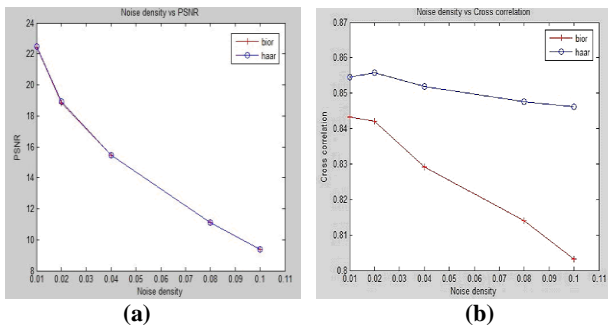 Noise density vs PSNR
24
22
20
18
16
14
12
10
8
PSNR
bior
haar
0.01 0.02 0.03 0.04 0.05 0.06 0.07 0.08 0.09 0.1 0.11
Noise density
(a)
Noise density vs Cross correlation
0.87
0.86
0.85
0.84
0.83
0.82
0.81
0.8
Cross correlation
bior
haar
0.01 0.02 0.03 0.04 0.05 0.06 0.07 0.08 0.09 0.1 0.11
Noise density
(b)